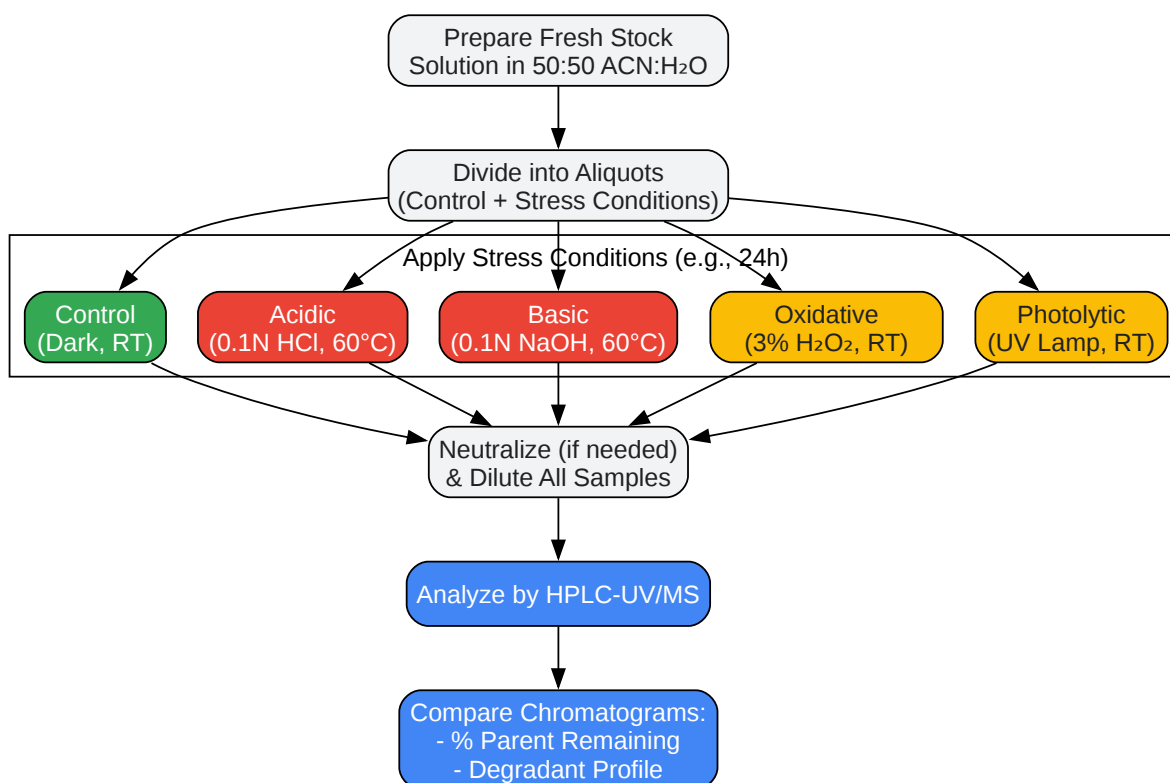 Prepare Fresh Stock
Solution in 50:50 ACN:H₂O
Divide into Aliquots
(Control + Stress Conditions)
Apply Stress Conditions (e.g., 24h)
Control
(Dark, RT)
Acidic
(0.1N HCl, 60°C)
Basic
(0.1N NaOH, 60°C)
Oxidative
(3% H₂O₂, RT)
Photolytic
(UV Lamp, RT)
Neutralize (if needed)
& Dilute All Samples
Analyze by HPLC-UV/MS
Compare Chromatograms:
- % Parent Remaining
- Degradant Profile